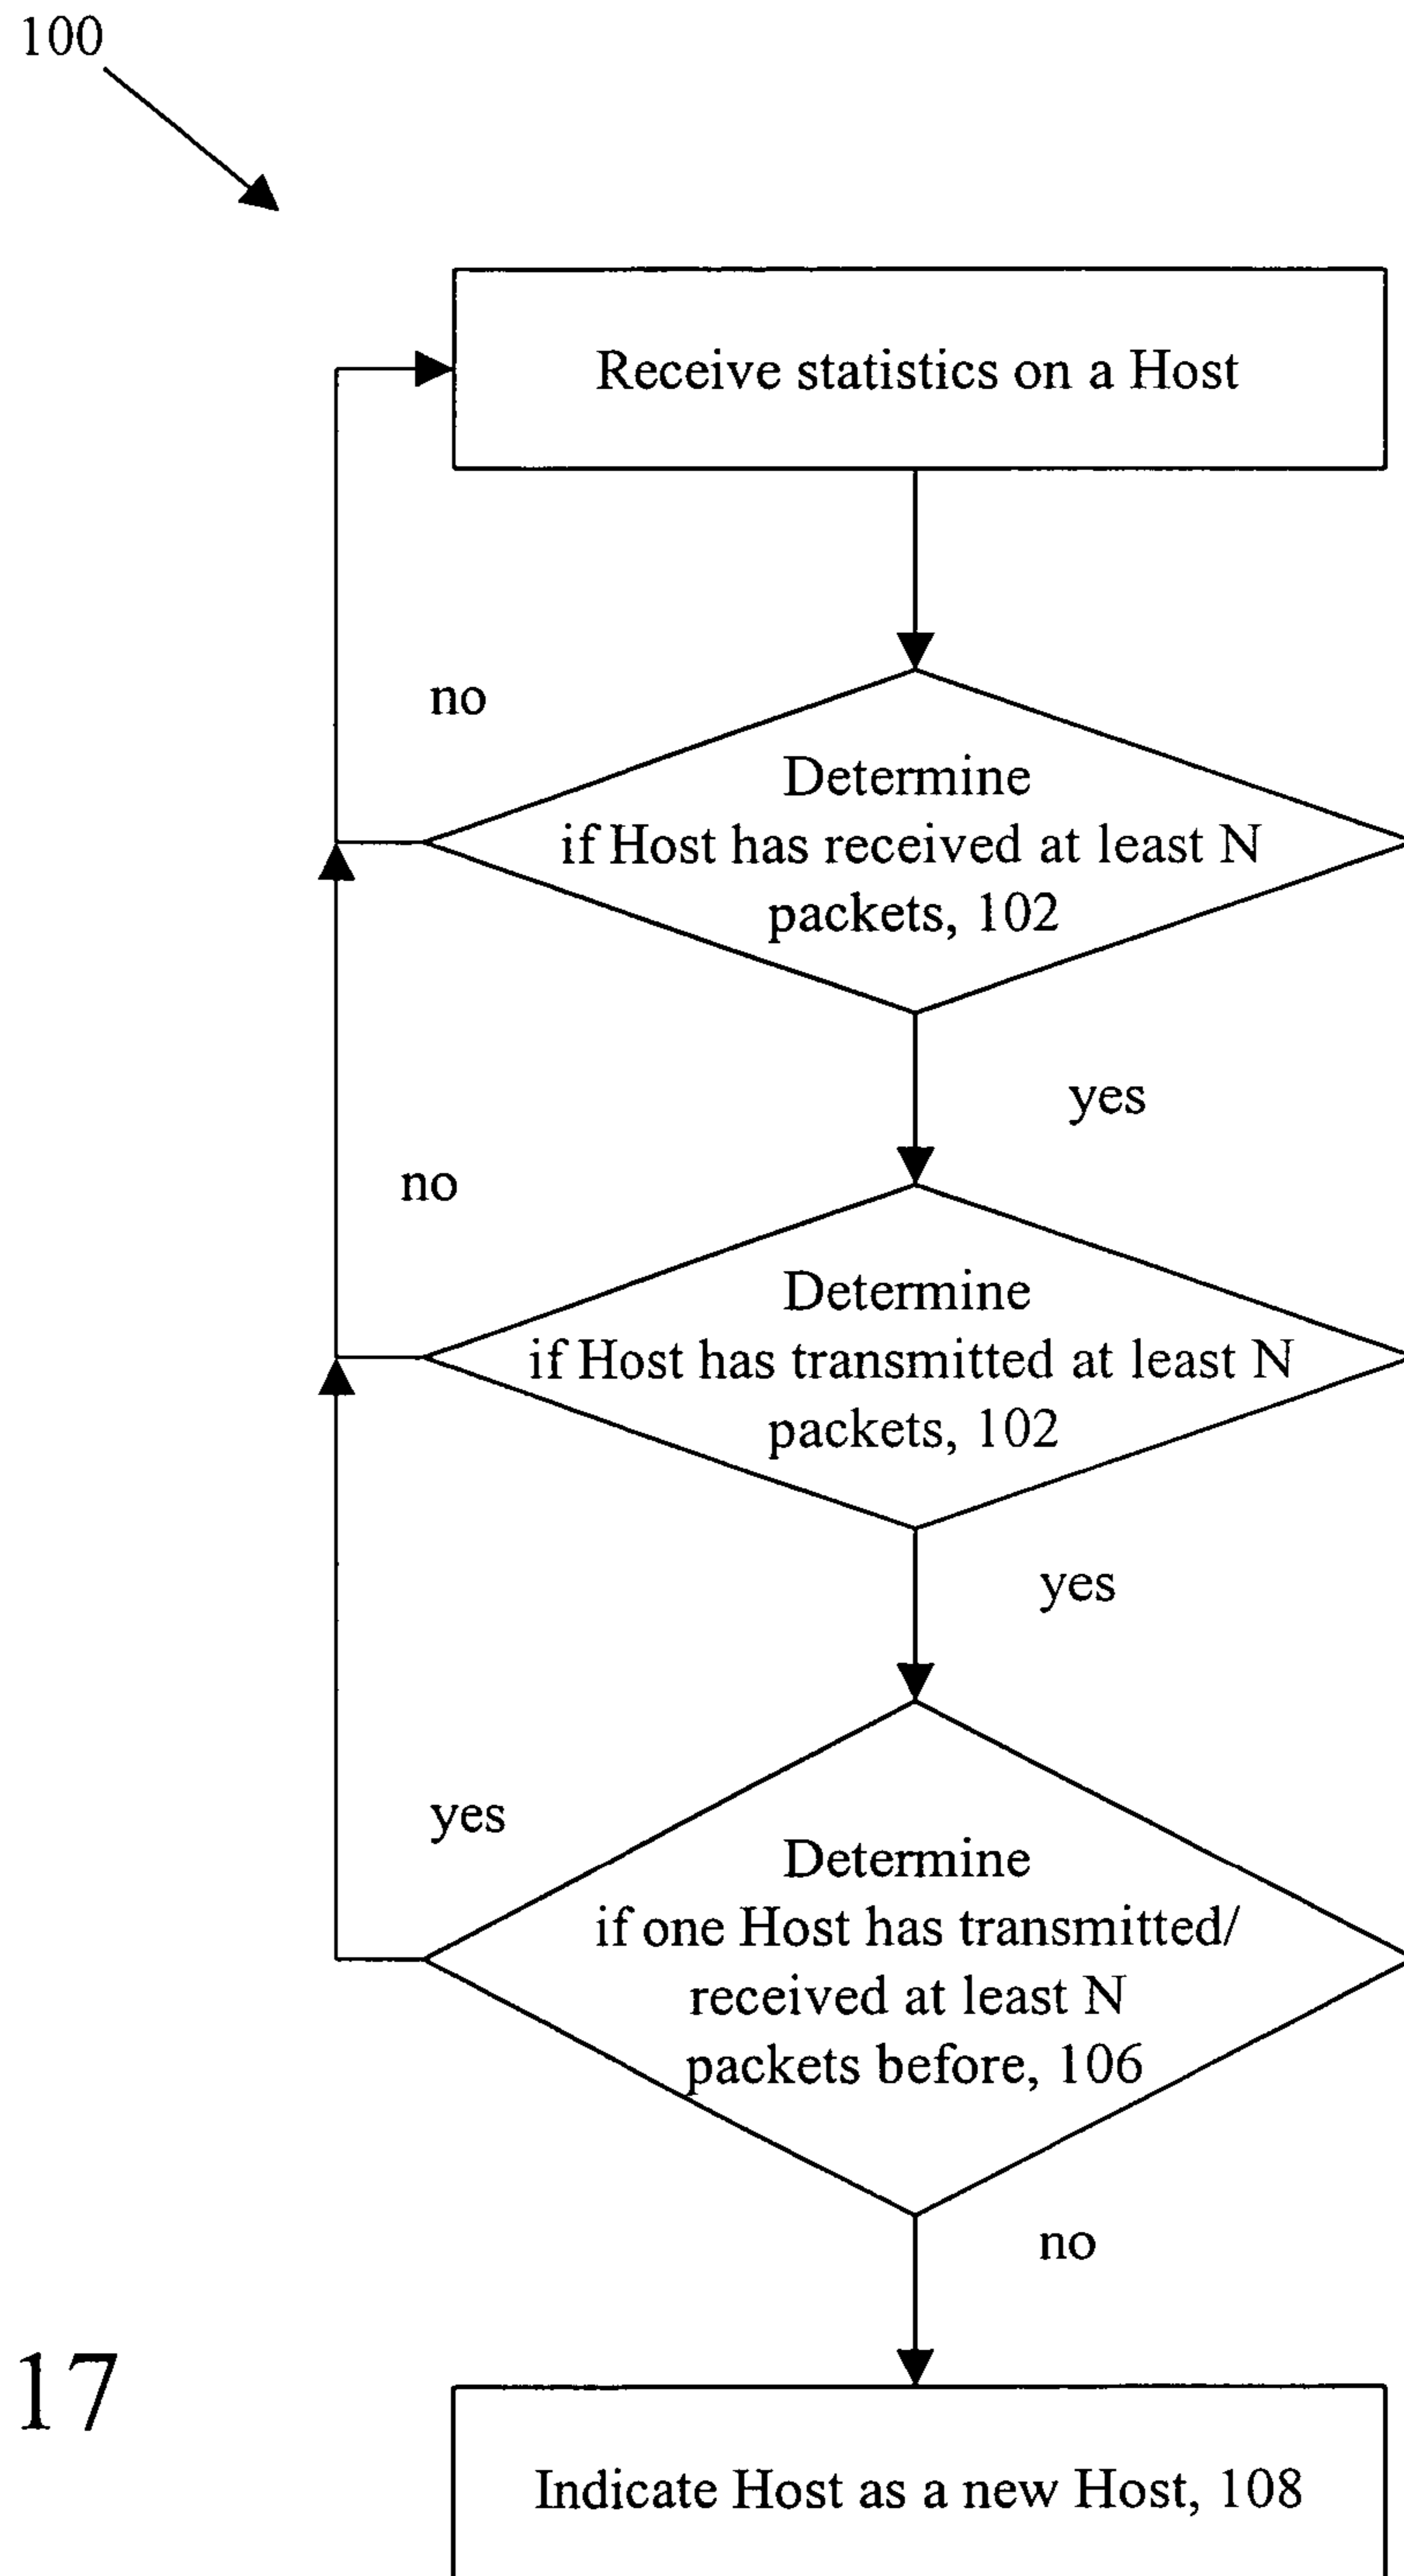 100
Receive statistics on a Host
no
Determine
if Host has received at least N
packets, 102
yes
no
Determine
if Host has transmitted at least N
packets, 102
yes
yes
Determine
if one Host has transmitted/
received at least N
packets before, 106
no
17
Indicate Host as a new Host, 108